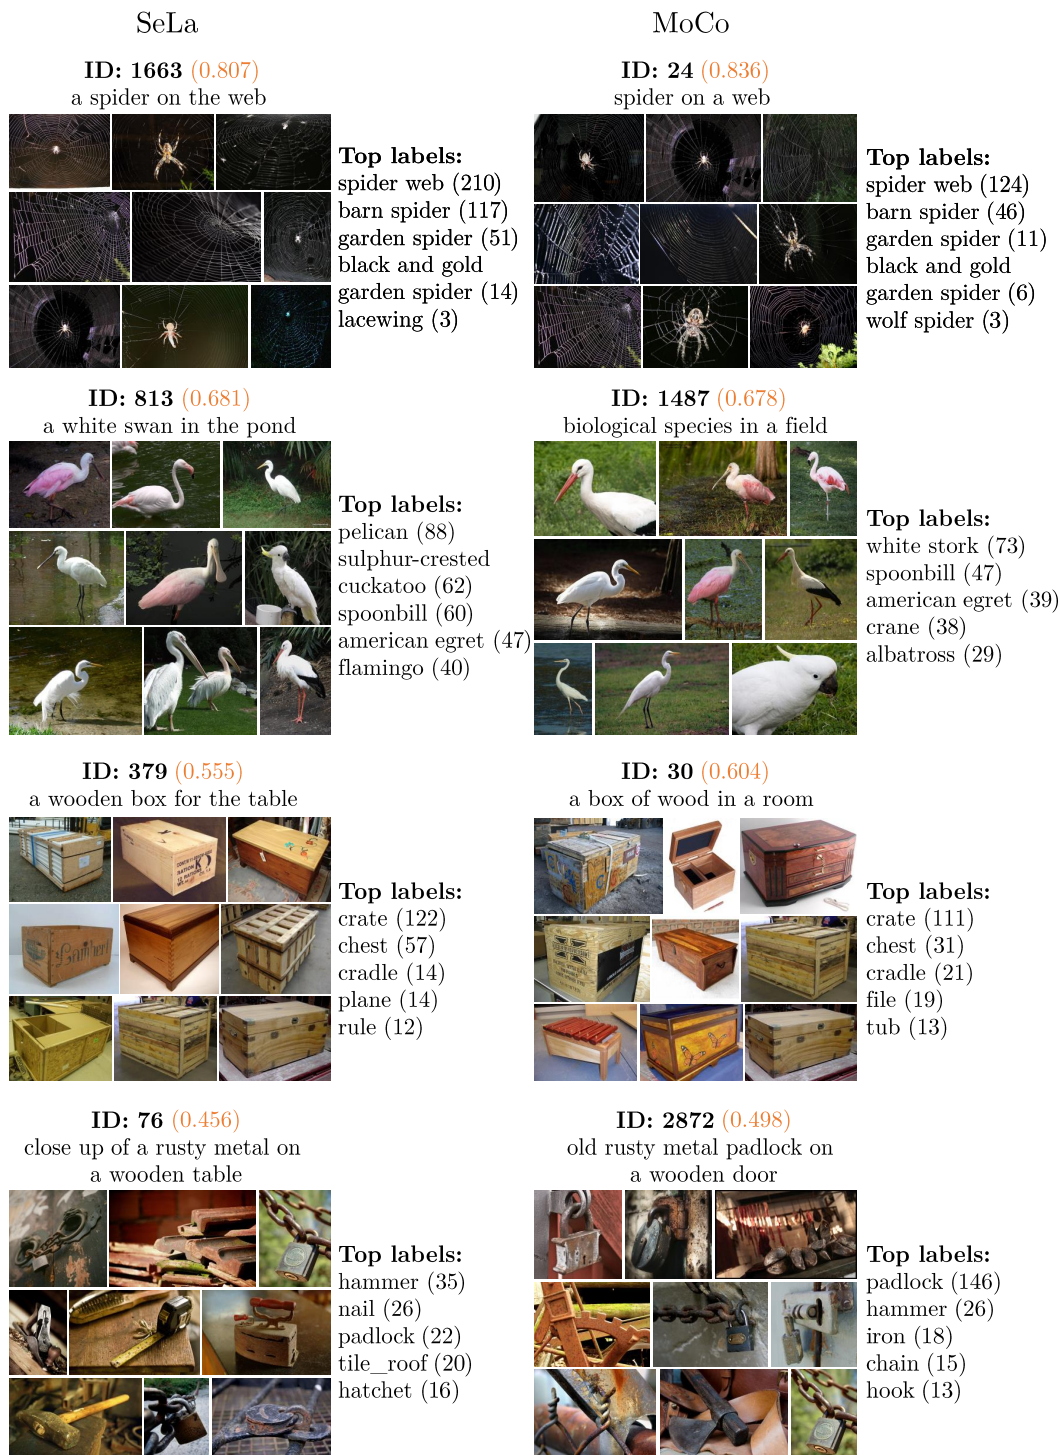 SeLa
MoCo
ID: 1663 (0.807)
a spider on the web
Top labels:
spider web (210)
barn spider (117)
garden spider (51)
black and gold
garden spider (14)
lacewing (3)
ID: 24 (0.836)
spider on a web
Top labels:
spider web (124)
barn spider (46)
garden spider (11)
black and gold
garden spider (6)
wolf spider (3)
ID: 813 (0.681)
a white swan in the pond
Top labels:
pelican (88)
sulphur-crested
cuckatoo (62)
spoonbill (60)
american egret (47)
flamingo (40)
ID: 1487 (0.678)
biological species in a field
Top labels:
white stork (73)
spoonbill (47)
american egret (39)
crane (38)
albatross (29)
ID: 379 (0.555)
a wooden box for the table
Top labels:
crate (122)
chest (57)
cradle (14)
plane (14)
rule (12)
ID: 30 (0.604)
a box of wood in a room
Top labels:
crate (111)
chest (31)
cradle (21)
file (19)
tub (13)
ID: 76 (0.456)
close up of a rusty metal on
a wooden table
Top labels:
hammer (35)
nail (26)
padlock (22)
tile_roof (20)
hatchet (16)
ID: 2872 (0.498)
old rusty metal padlock on
a wooden door
Top labels:
padlock (146)
hammer (26)
iron (18)
chain (15)
hook (13)